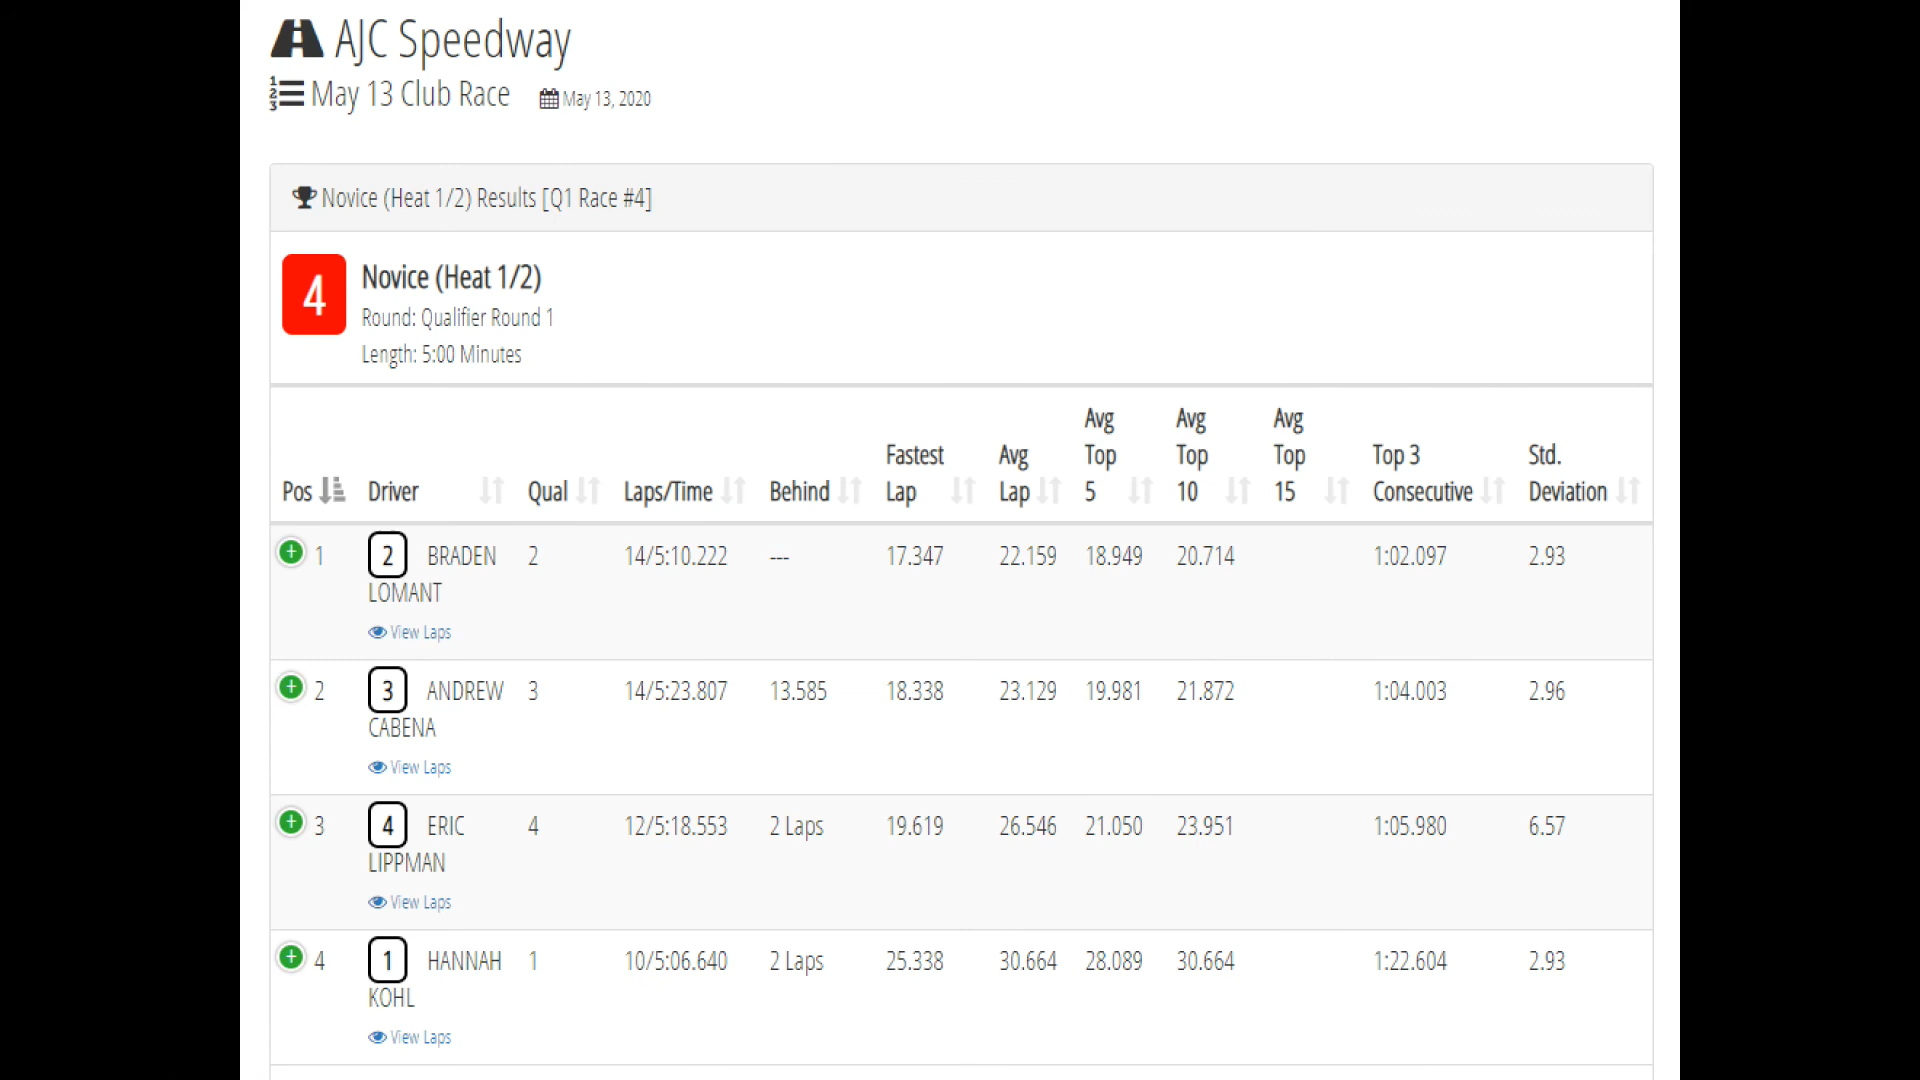 AJC Speedway
1 2 3 May 13 Club Race May 13, 2020
Novice (Heat 1/2) Results [Q1 Race #4]
4
Novice (Heat 1/2)
Round: Qualifier Round 1
Length: 5:00 Minutes
Pos Driver Qual Laps/Time Behind Fastest Lap Avg Lap Avg Top 5 Avg Top 10 Avg Top 15 Top 3 Consecutive Std. Deviation
1 2 BRADEN LOMANT 2 14/5:10.222 --- 17.347 22.159 18.949 20.714 1:02.097 2.93
View Laps
2 3 ANDREW CABENA 3 14/5:23.807 13.585 18.338 23.129 19.981 21.872 1:04.003 2.96
View Laps
3 4 ERIC LIPPMAN 4 12/5:18.553 2 Laps 19.619 26.546 21.050 23.951 1:05.980 6.57
View Laps
4 1 HANNAH KOHL 1 10/5:06.640 2 Laps 25.338 30.664 28.089 30.664 1:22.604 2.93
View Laps